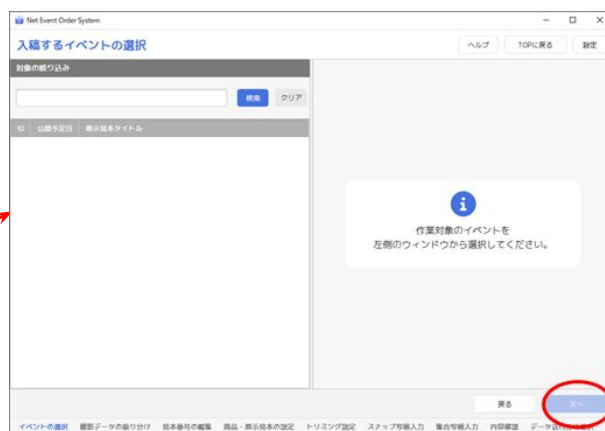 Net Event Order System
入稿するイベントの選択
ヘルプ TOPに戻る 設定
対象の絞り込み
検索 クリア
ID 公開予定日 展示見本タイトル
作業対象のイベントを
左側のウィンドウから選択してください。
戻る 次へ
イベントの選択 撮影データの振り分け 見本番号の編集 商品・展示見本の設定 トリミング設定 スナップ写種入力 集合写種入力 内容確認